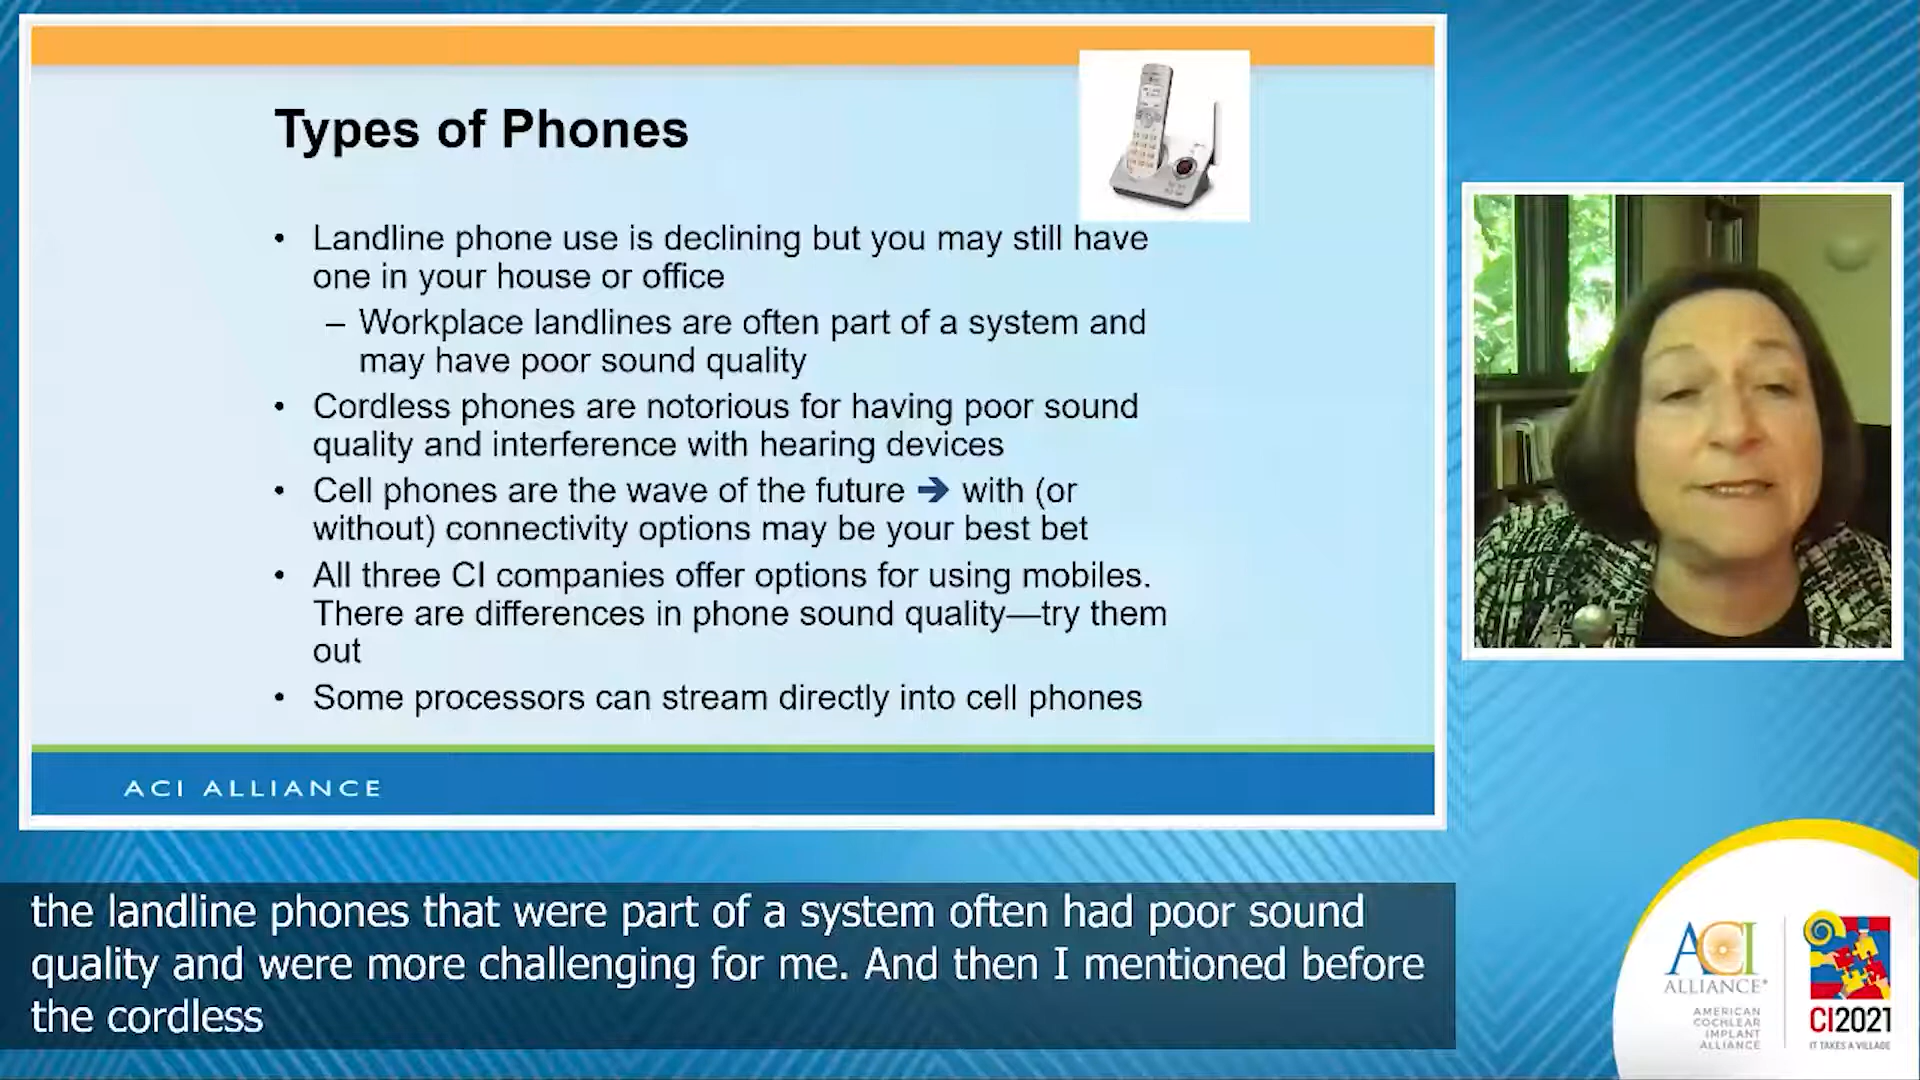 Types of Phones
• Landline phone use is declining but you may still have
one in your house or office
– Workplace landlines are often part of a system and
may have poor sound quality
• Cordless phones are notorious for having poor sound
quality and interference with hearing devices
• Cell phones are the wave of the future ➔ with (or
without) connectivity options may be your best bet
• All three CI companies offer options for using mobiles.
There are differences in phone sound quality—try them
out
• Some processors can stream directly into cell phones
ACI ALLIANCE
the landline phones that were part of a system often had poor sound
quality and were more challenging for me. And then I mentioned before
the cordless
ACI
ALLIANCE
AMERICAN
COCHLEAR
IMPLANT
ALLIANCE
CI2021
IT TAKES A VILLAGE